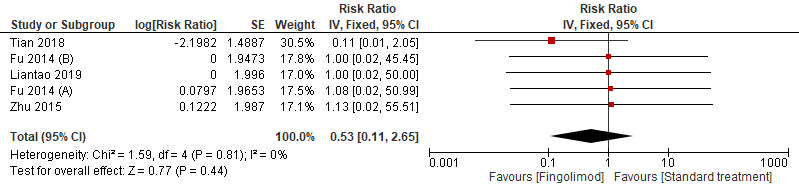 Risk Ratio Risk Ratio
Study or Subgroup log[Risk Ratio] SE Weight IV, Fixed, 95% CI IV, Fixed, 95% CI
Tian 2018 -2.1982 1.4887 30.5% 0.11 [0.01, 2.05]
Fu 2014 (B) 0 1.9473 17.8% 1.00 [0.02, 45.45]
Liantao 2019 0 1.996 17.0% 1.00 [0.02, 50.00]
Fu 2014 (A) 0.0797 1.9653 17.5% 1.08 [0.02, 50.99]
Zhu 2015 0.1222 1.987 17.1% 1.13 [0.02, 55.51]
Total (95% CI) 100.0% 0.53 [0.11, 2.65]
Heterogeneity: Chi² = 1.59, df = 4 (P = 0.81); I² = 0%
Test for overall effect: Z = 0.77 (P = 0.44)
0.001 0.1 1 10 1000
Favours [Fingolimod] Favours [Standard treatment]